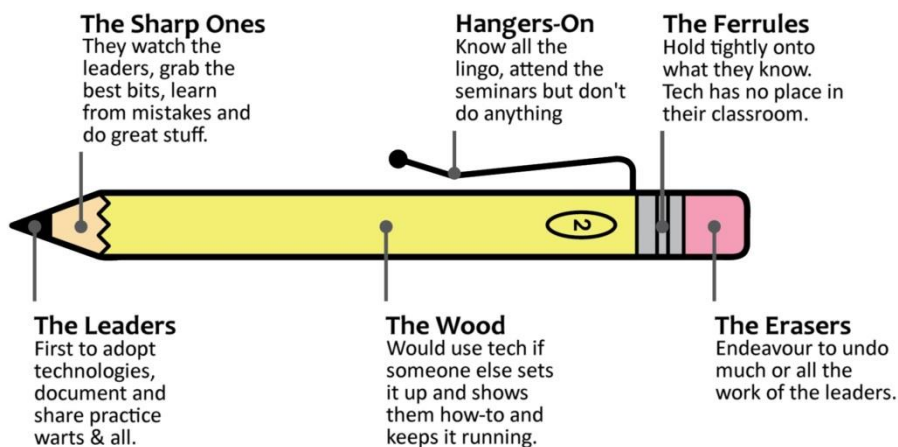 The Sharp Ones
They watch the
leaders, grab the
best bits, learn
from mistakes and
do great stuff.
Hangers-On
Know all the
lingo, attend the
seminars but don't
do anything
The Ferrules
Hold tightly onto
what they know.
Tech has no place in
their classroom.
2
The Leaders
First to adopt
technologies,
document and
share practice
warts & all.
The Wood
Would use tech if
someone else sets
it up and shows
them how-to and
keeps it running.
The Erasers
Endeavour to undo
much or all the
work of the leaders.